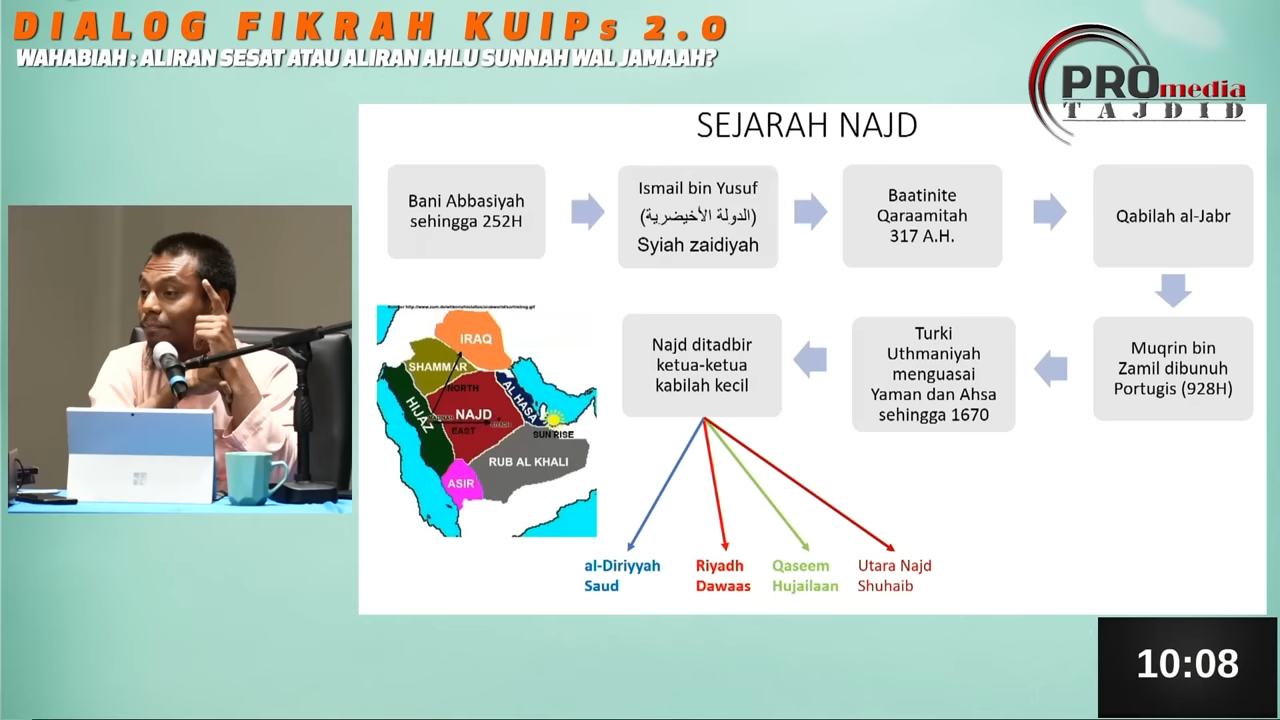 DIALOG FIKRAH KUIPs 2.0
WAHABIAH : ALIRAN SESAT ATAU ALIRAN AHLU SUNNAH WAL JAMAAH?
PROmedia
TAJDID
SEJARAH NAJD
Bani Abbasiyah
sehingga 252H
Ismail bin Yusuf
(الدولة الأخيضرية)
Syiah zaidiyah
Baatinite
Qaraamitah
317 A.H.
Qabilah al-Jabr
Muqrin bin
Zamil dibunuh
Portugis (928H)
Turki
Uthmaniyah
menguasai
Yaman dan Ahsa
sehingga 1670
Najd ditadbir
ketua-ketua
kabilah kecil
IRAQ
SHAMMAR
NORTH
HIJAZ
NAJD
AL HASA
EAST
SUN RISE
RUB AL KHALI
ASIR
al-Diriyyah
Saud
Riyadh
Dawaas
Qaseem
Hujailaan
Utara Najd
Shuhaib
10:08